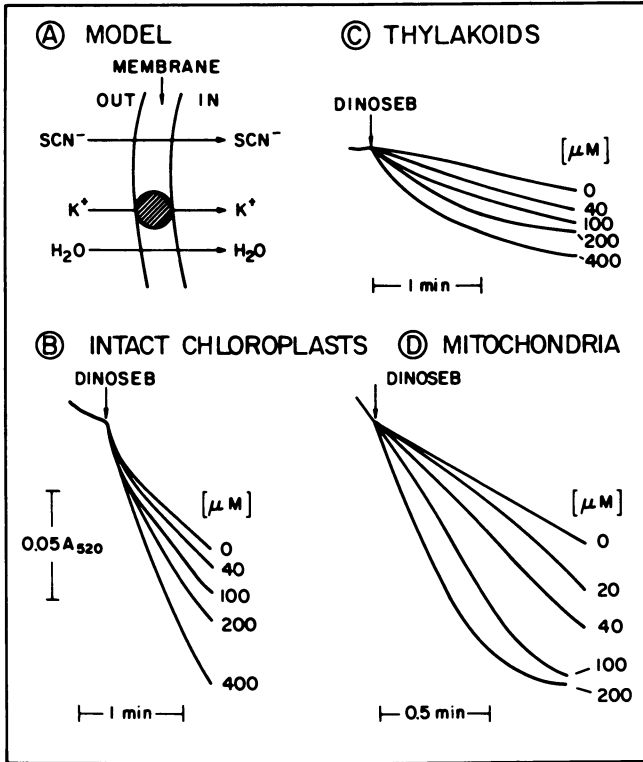 Ⓐ MODEL
MEMBRANE
OUT IN
SCN⁻ SCN⁻
K⁺ K⁺
H₂O H₂O
Ⓒ THYLAKOIDS
DINOSEB
[μM]
0
40
100
200
400
1 min
Ⓑ INTACT CHLOROPLASTS
DINOSEB
[μM]
0.05A₅₂₀
0
40
100
200
400
1 min
Ⓓ MITOCHONDRIA
DINOSEB
[μM]
0
20
40
100
200
0.5 min